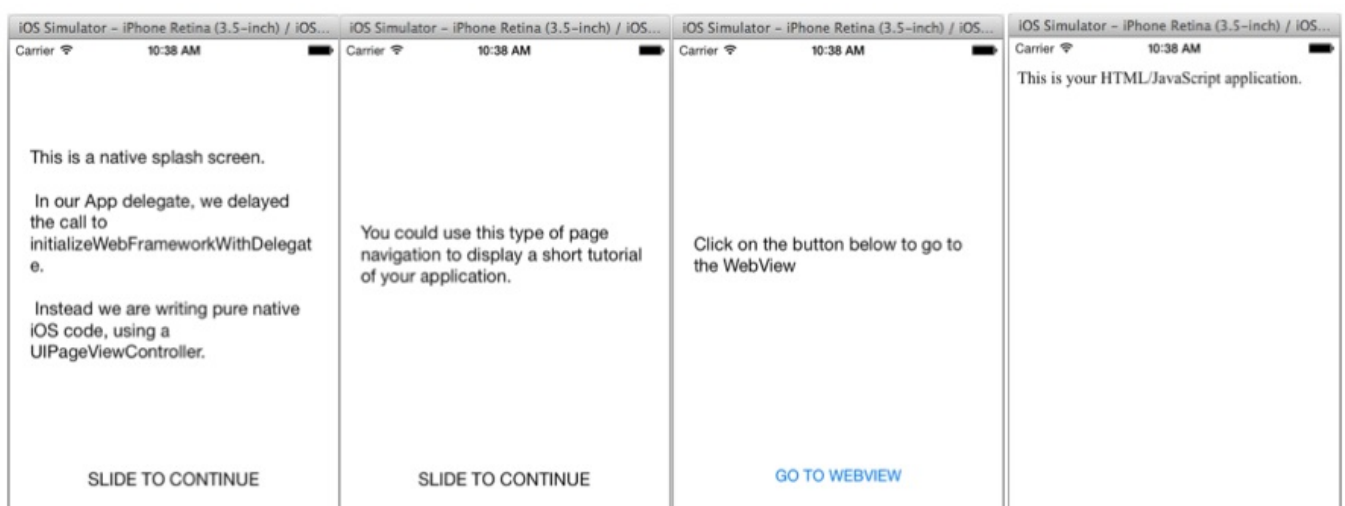 iOS Simulator – iPhone Retina (3.5-inch) / iOS...
Carrier 10:38 AM
This is a native splash screen.
In our App delegate, we delayed
the call to
initializeWebFrameworkWithDelegat
e.
Instead we are writing pure native
iOS code, using a
UIPageViewController.
SLIDE TO CONTINUE
iOS Simulator – iPhone Retina (3.5-inch) / iOS...
Carrier 10:38 AM
You could use this type of page
navigation to display a short tutorial
of your application.
SLIDE TO CONTINUE
iOS Simulator – iPhone Retina (3.5-inch) / iOS...
Carrier 10:38 AM
Click on the button below to go to
the WebView
GO TO WEBVIEW
iOS Simulator – iPhone Retina (3.5-inch) / iOS...
Carrier 10:38 AM
This is your HTML/JavaScript application.